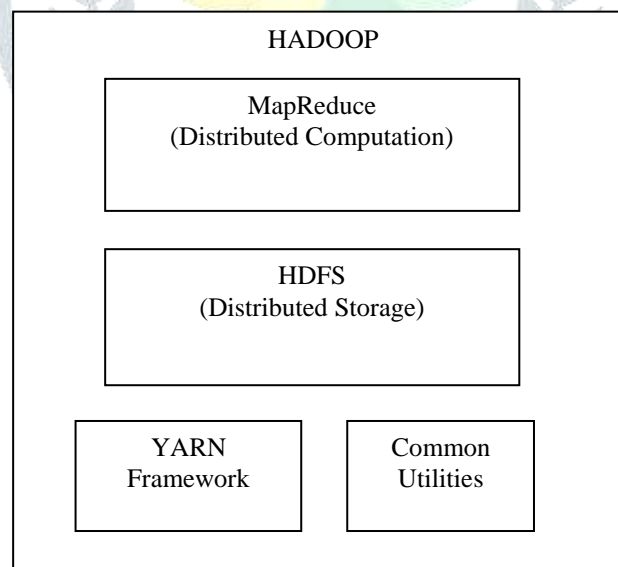 HADOOP
MapReduce
(Distributed Computation)
HDFS
(Distributed Storage)
YARN
Framework
Common
Utilities